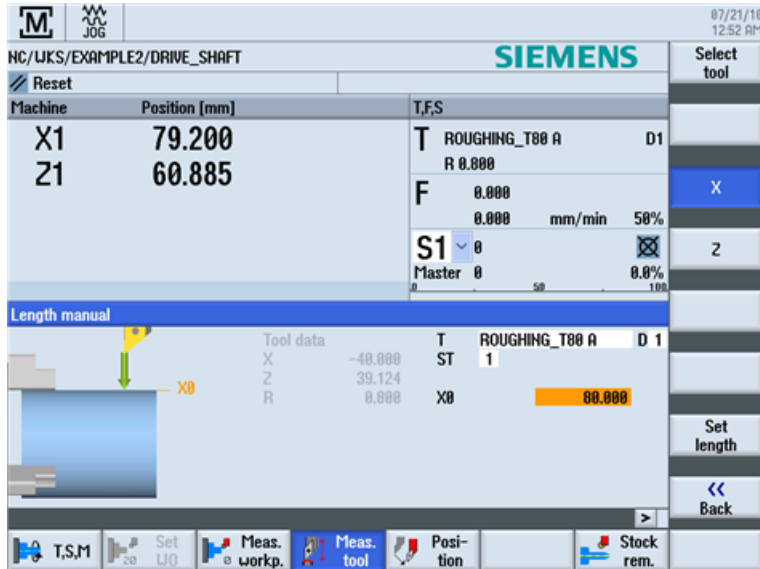 M JOG 07/21/16
12:52 AM
NC/WKS/EXAMPLE2/DRIVE_SHAFT SIEMENS
Reset
Machine Position [mm] T,F,S
X1 79.200
Z1 60.885
T ROUGHING_T80 A D1
R 0.800
F 0.000
0.000 mm/min 50%
S1 0
Master 0 0.0%
0 50 100
Length manual
Tool data
X -40.000
Z 39.124
R 0.800
X0
T ROUGHING_T80 A D 1
ST 1
X0 80.000
Select
tool
X
Z
Set
length
<<
Back
>
T,S,M
Set
WO
Meas.
workp.
Meas.
tool
Posi-
tion
Stock
rem.